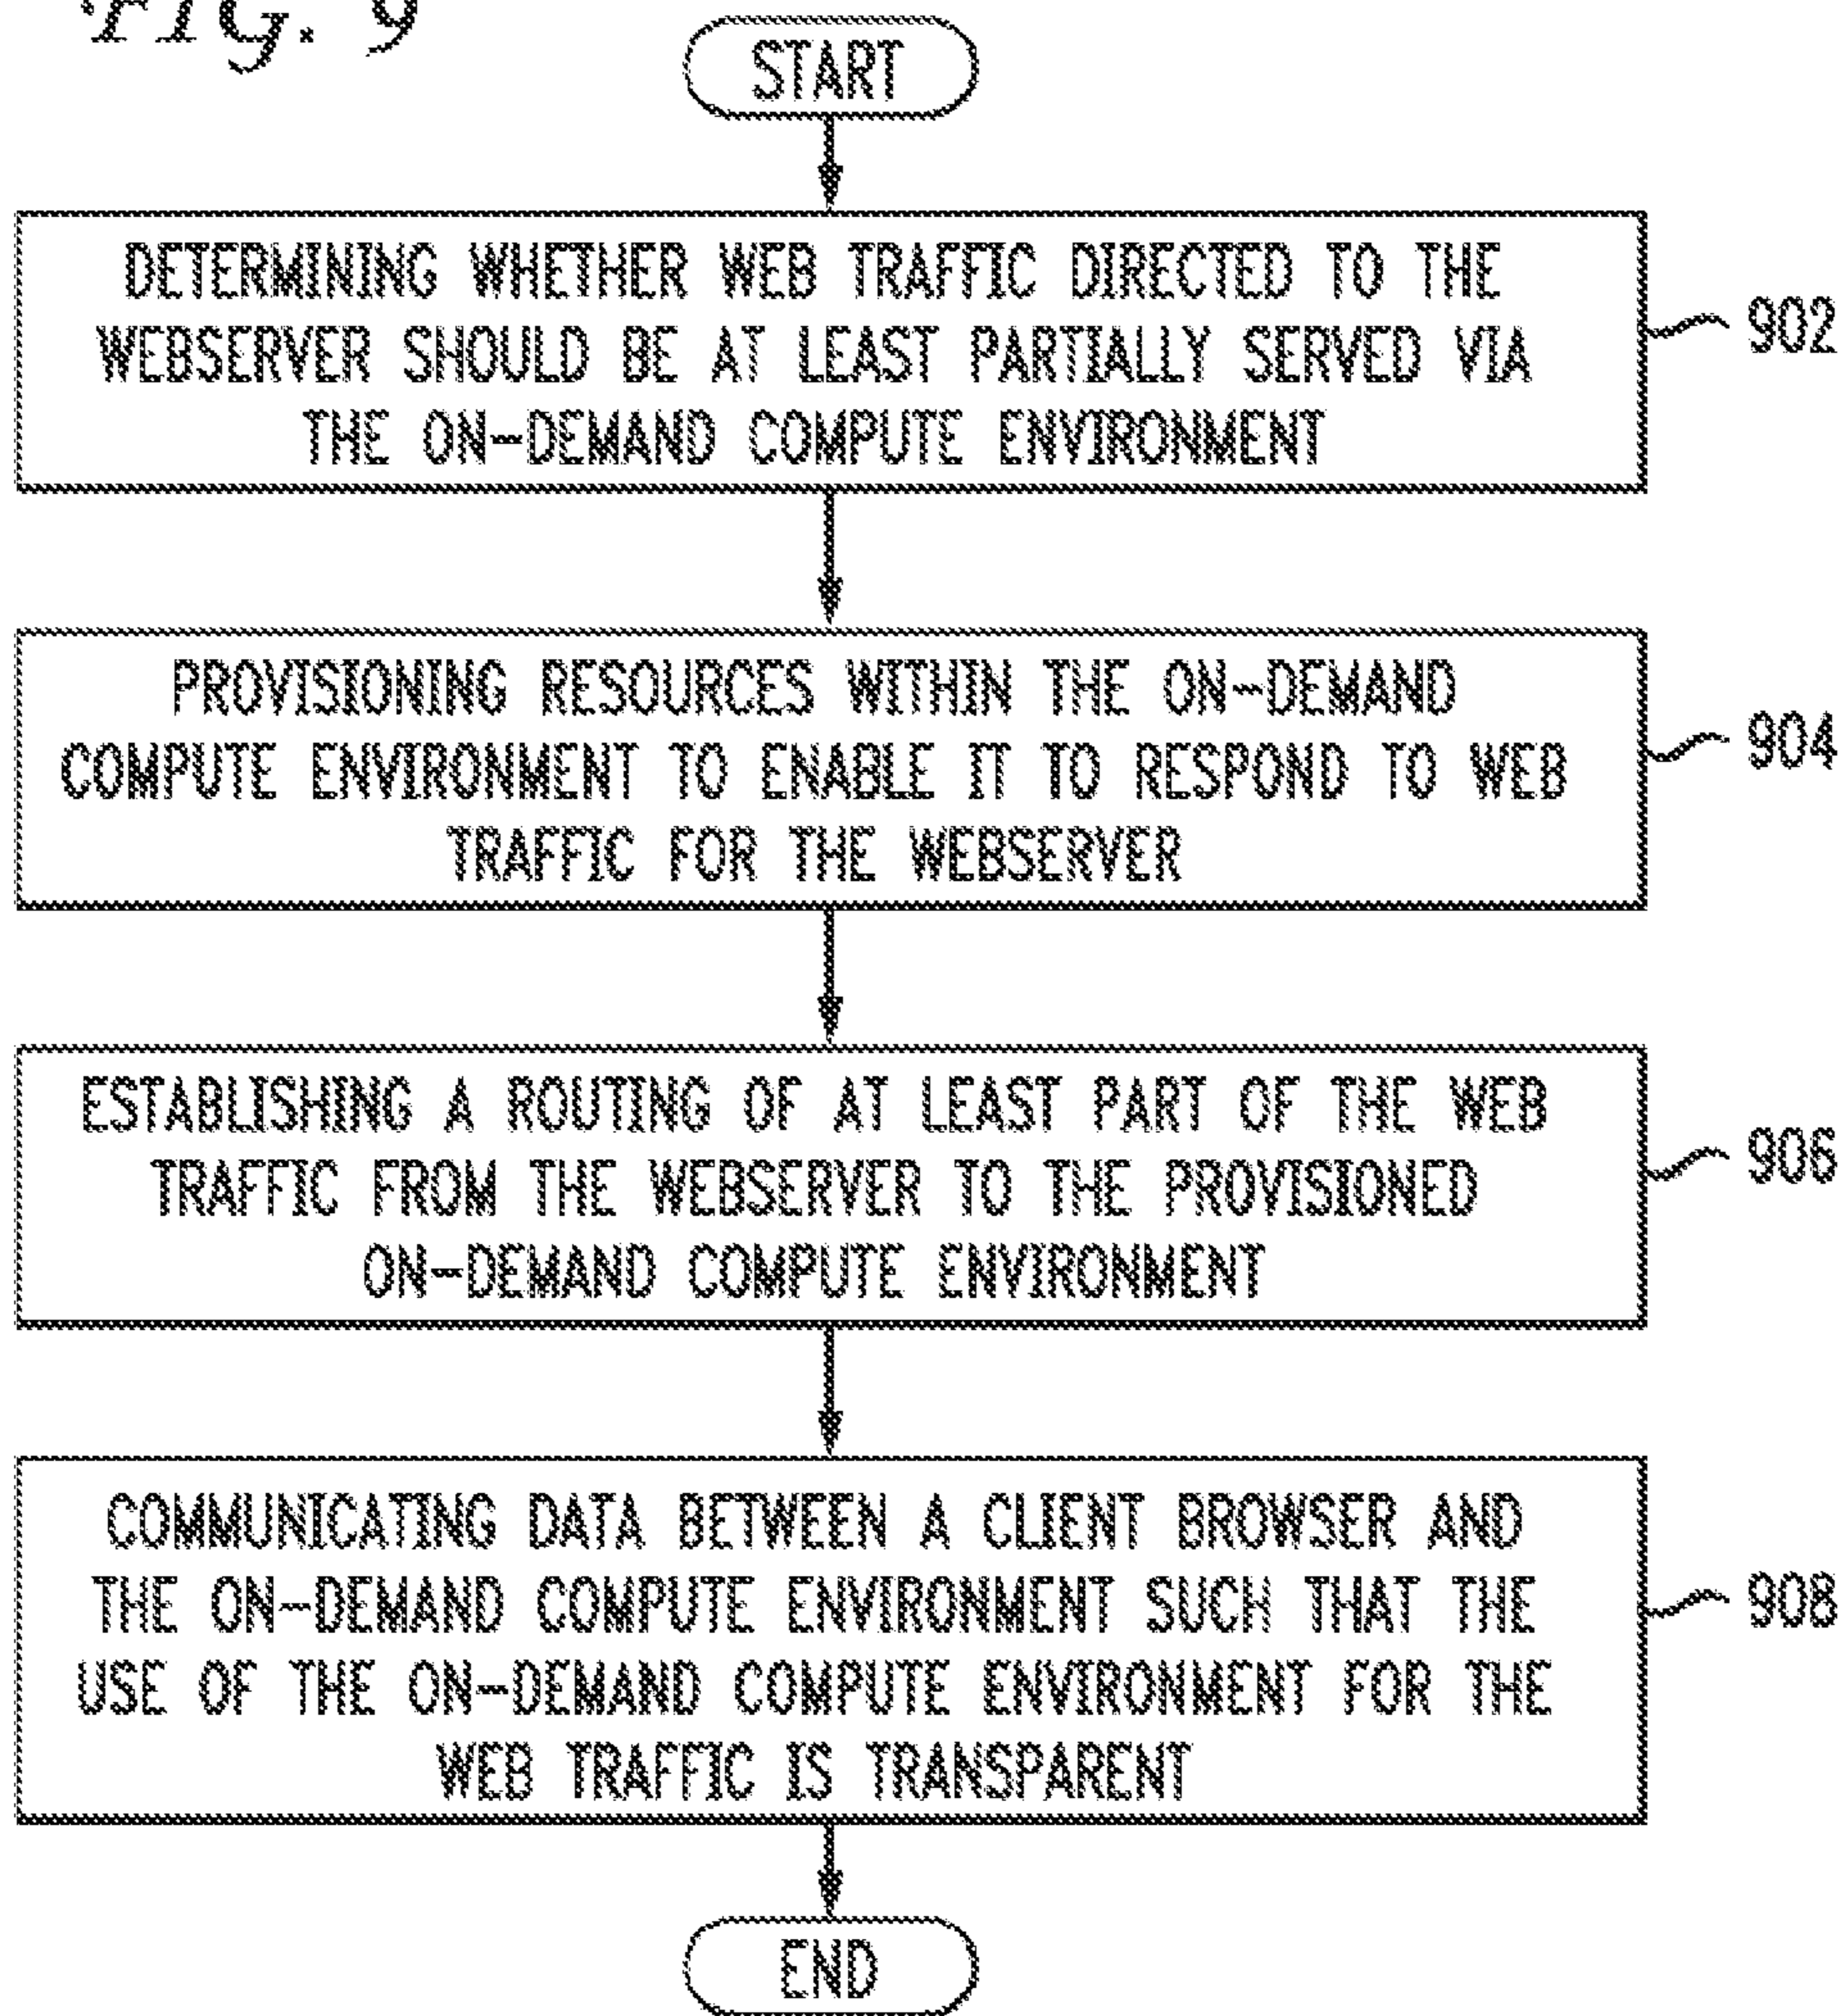 FIG. 9
START
DETERMINING WHETHER WEB TRAFFIC DIRECTED TO THE
WEBSERVER SHOULD BE AT LEAST PARTIALLY SERVED VIA
THE ON-DEMAND COMPUTE ENVIRONMENT
902
PROVISIONING RESOURCES WITHIN THE ON-DEMAND
COMPUTE ENVIRONMENT TO ENABLE IT TO RESPOND TO WEB
TRAFFIC FOR THE WEBSERVER
904
ESTABLISHING A ROUTING OF AT LEAST PART OF THE WEB
TRAFFIC FROM THE WEBSERVER TO THE PROVISIONED
ON-DEMAND COMPUTE ENVIRONMENT
906
COMMUNICATING DATA BETWEEN A CLIENT BROWSER AND
THE ON-DEMAND COMPUTE ENVIRONMENT SUCH THAT THE
USE OF THE ON-DEMAND COMPUTE ENVIRONMENT FOR THE
WEB TRAFFIC IS TRANSPARENT
908
END